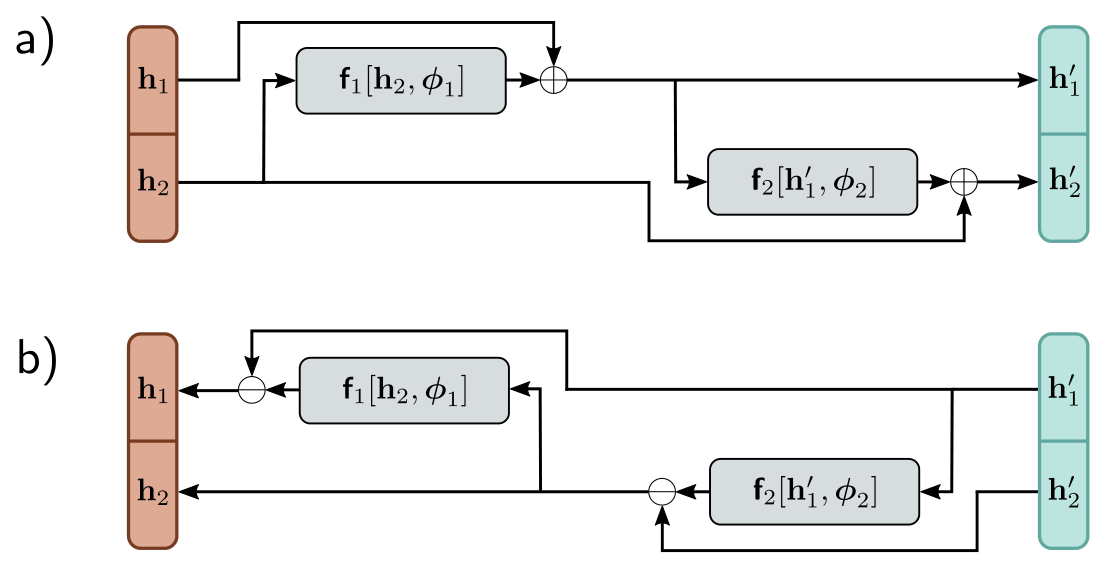 a)
h₁
f₁[h₂, ϕ₁]
h′₁
h₂
f₂[h′₁, ϕ₂]
h′₂
b)
h₁
f₁[h₂, ϕ₁]
h′₁
h₂
f₂[h′₁, ϕ₂]
h′₂